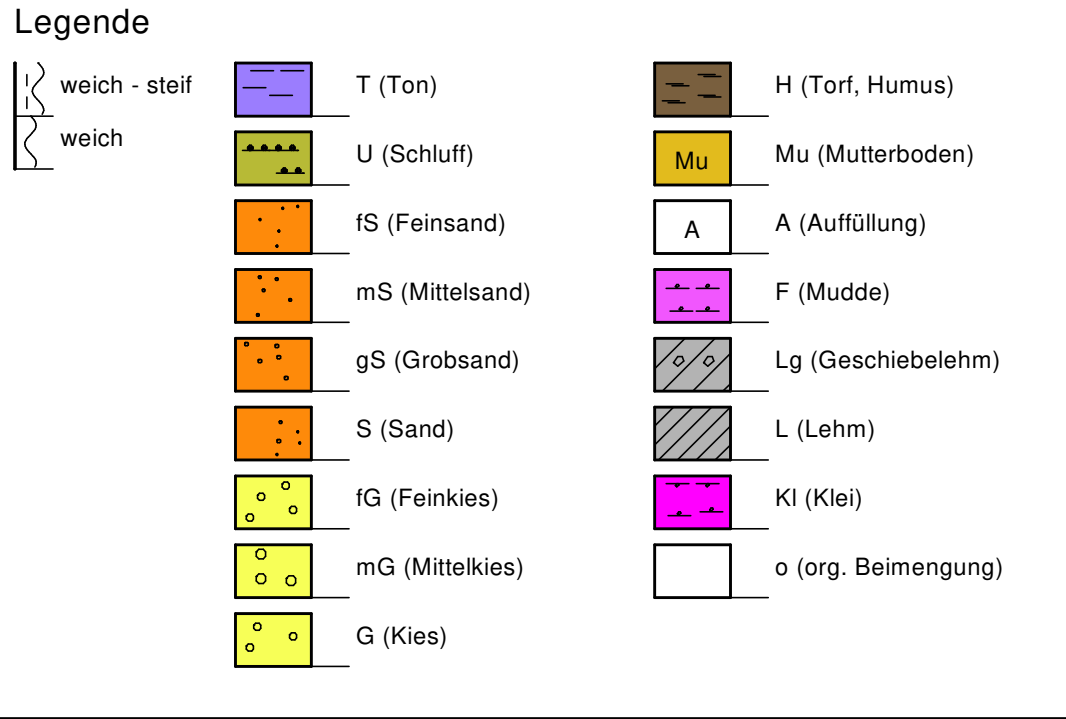 Legende
weich - steif
weich
T (Ton)
U (Schluff)
fS (Feinsand)
mS (Mittelsand)
gS (Grobsand)
S (Sand)
fG (Feinkies)
mG (Mittelkies)
G (Kies)
H (Torf, Humus)
Mu Mu (Mutterboden)
A A (Auffüllung)
F (Mudde)
Lg (Geschiebelehm)
L (Lehm)
Kl (Klei)
o (org. Beimengung)